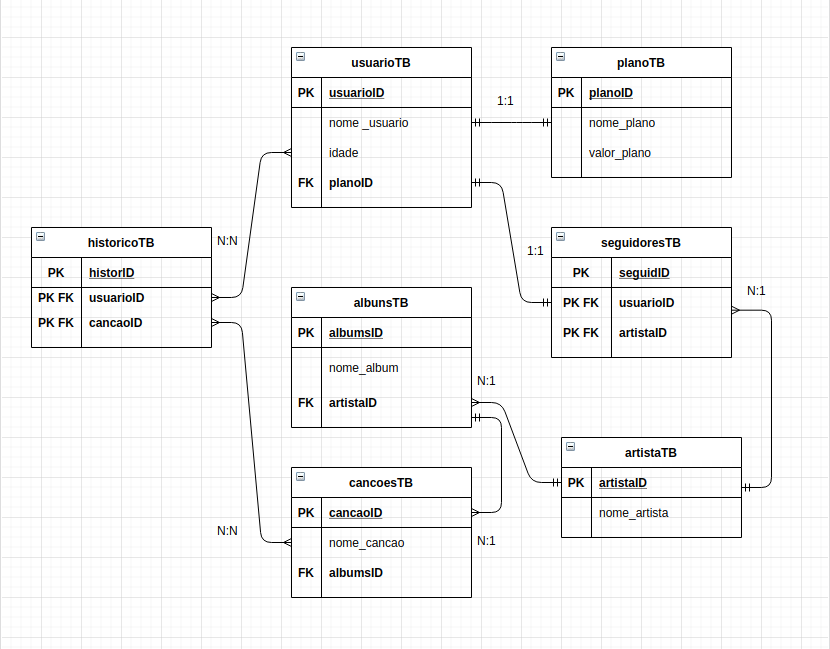 usuarioTB
PK usuarioID
nome _usuario
idade
FK planoID
1:1
planoTB
PK planoID
nome_plano
valor_plano
historicoTB
PK historID
PK FK usuarioID
PK FK cancaoID
N:N
1:1
seguidoresTB
PK seguidID
PK FK usuarioID
PK FK artistaID
N:1
albunsTB
PK albumsID
nome_album
FK artistaID
N:1
cancoesTB
PK cancaoID
nome_cancao
FK albumsID
N:N
N:1
artistaTB
PK artistaID
nome_artista